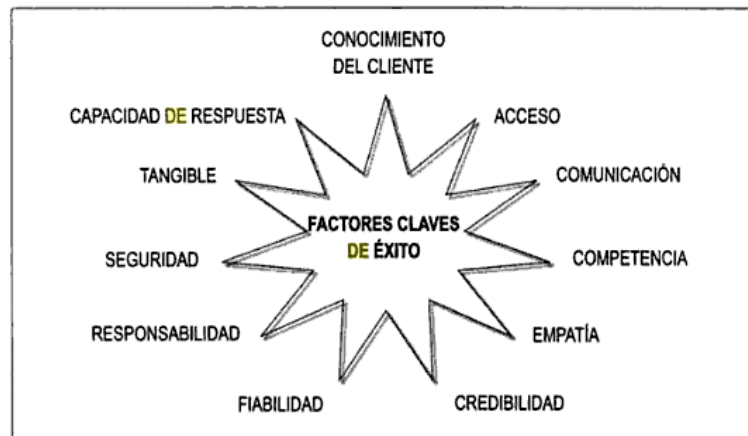 CONOCIMIENTO
DEL CLIENTE
CAPACIDAD DE RESPUESTA
ACCESO
TANGIBLE
COMUNICACIÓN
FACTORES CLAVES
DE ÉXITO
SEGURIDAD
COMPETENCIA
RESPONSABILIDAD
EMPATÍA
FIABILIDAD
CREDIBILIDAD